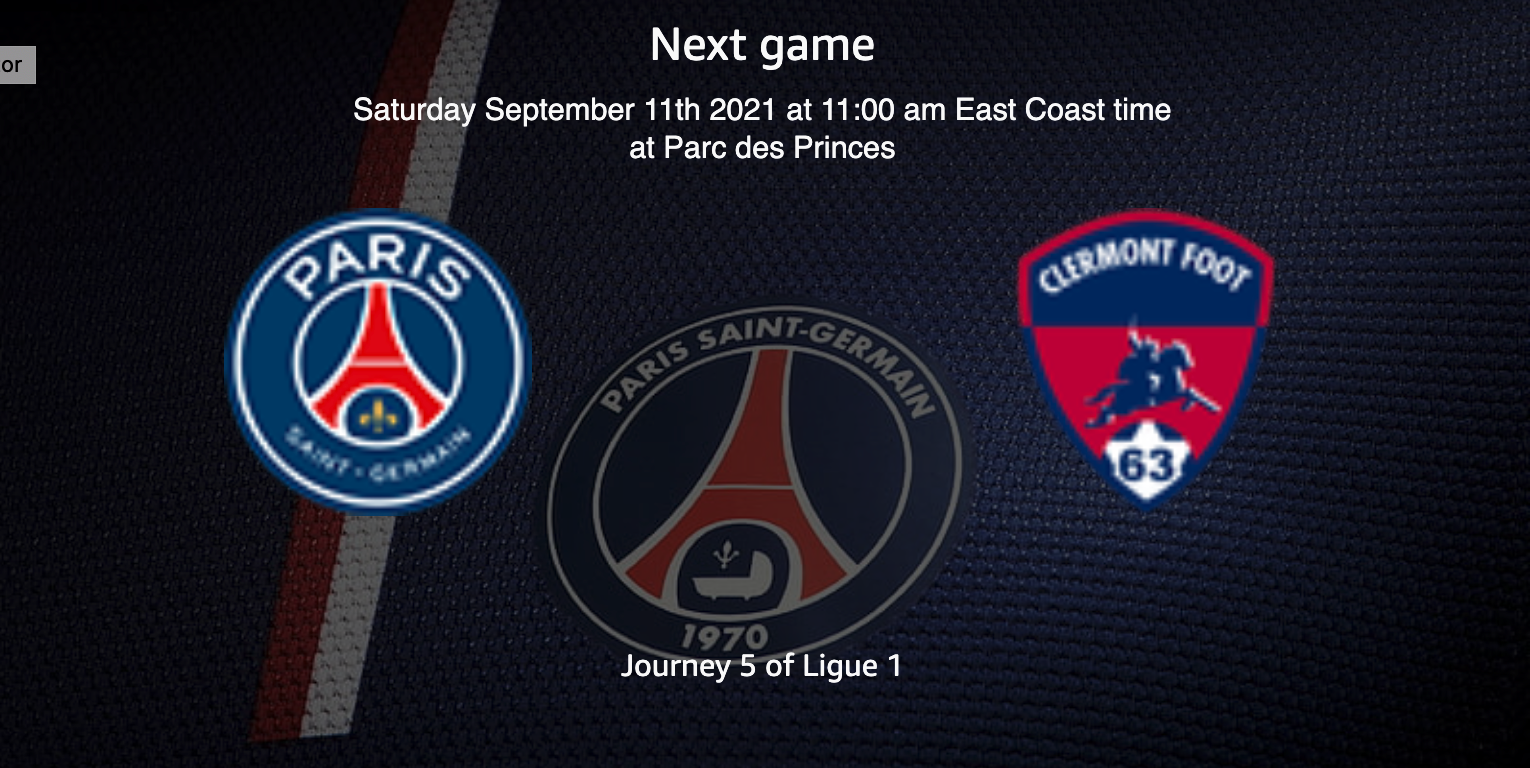 Next game
or
Saturday September 11th 2021 at 11:00 am East Coast time
at Parc des Princes
PARIS
SAINT-GERMAIN
PARIS SAINT-GERMAIN
1970
CLERMONT FOOT
63
Journey 5 of Ligue 1